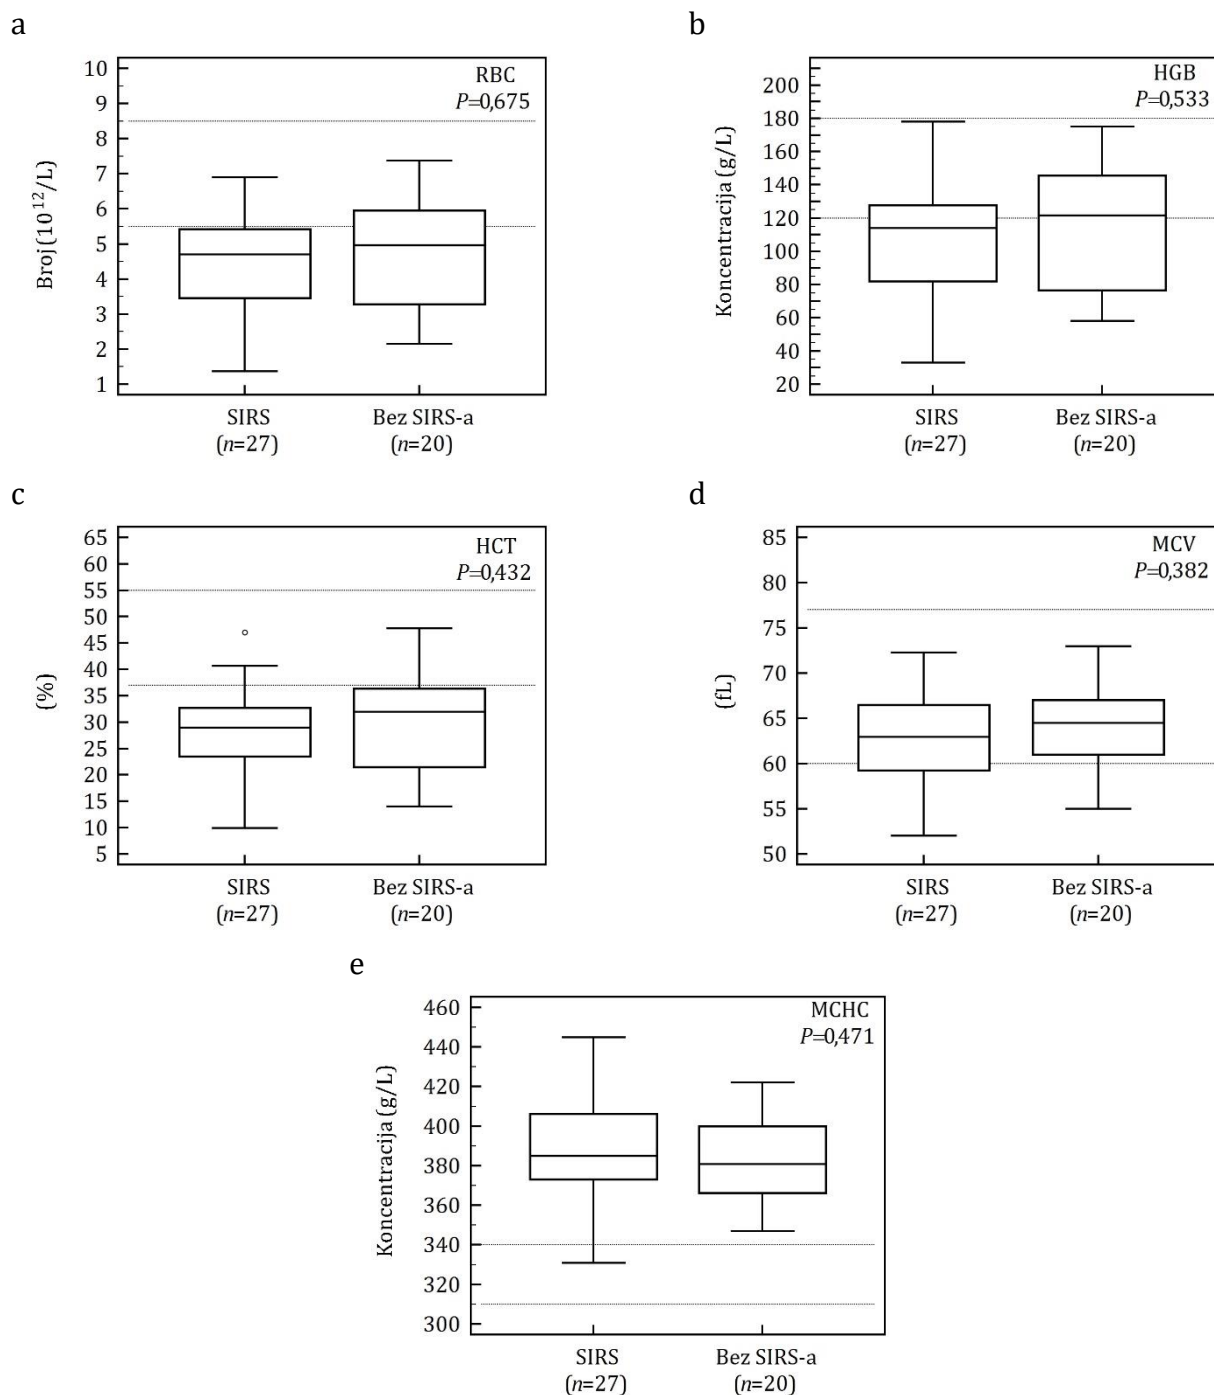 a
RBC
P=0,675
Broj (10¹²/L)
10
9
8
7
6
5
4
3
2
1
SIRS
(n=27)
Bez SIRS-a
(n=20)
b
HGB
P=0,533
Koncentracija (g/L)
200
180
160
140
120
100
80
60
40
20
SIRS
(n=27)
Bez SIRS-a
(n=20)
c
HCT
P=0,432
(%)
65
60
55
50
45
40
35
30
25
20
15
10
5
SIRS
(n=27)
Bez SIRS-a
(n=20)
d
MCV
P=0,382
(fL)
85
80
75
70
65
60
55
50
SIRS
(n=27)
Bez SIRS-a
(n=20)
e
MCHC
P=0,471
Koncentracija (g/L)
460
440
420
400
380
360
340
320
300
SIRS
(n=27)
Bez SIRS-a
(n=20)